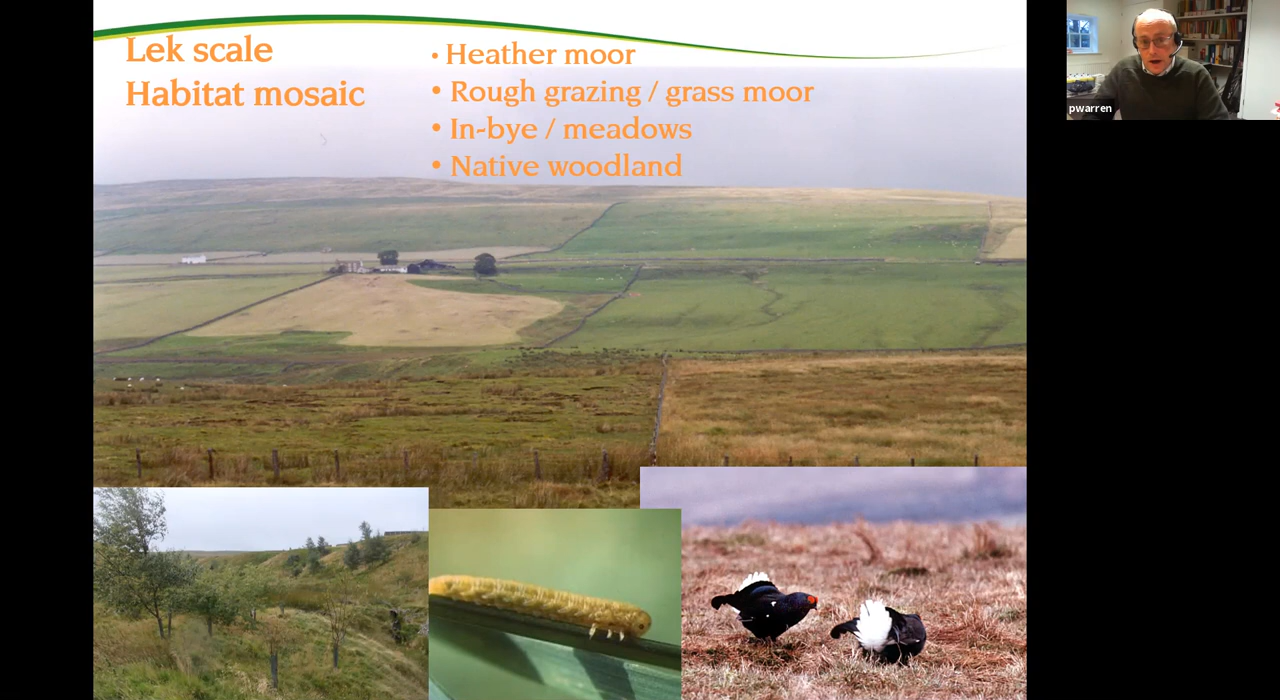 Lek scale
Habitat mosaic
• Heather moor
• Rough grazing / grass moor
• In-bye / meadows
• Native woodland
pwarren